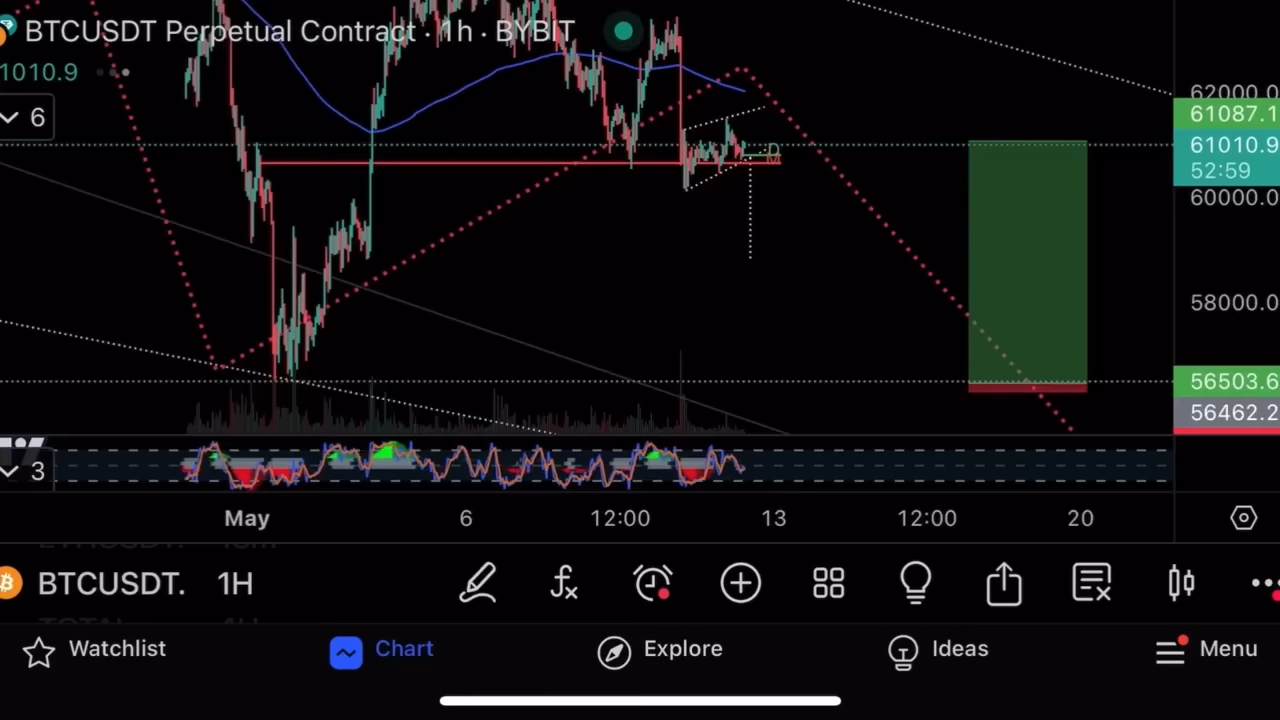 BTCUSDT Perpetual Contract · 1h · BYBIT
1010.9
6
62000.0
61087.1
61010.9
52:59
60000.0
58000.0
56503.6
56462.2
D
M
3
May 6 12:00 13 12:00 20
BTCUSDT. 1H
Watchlist Chart Explore Ideas Menu